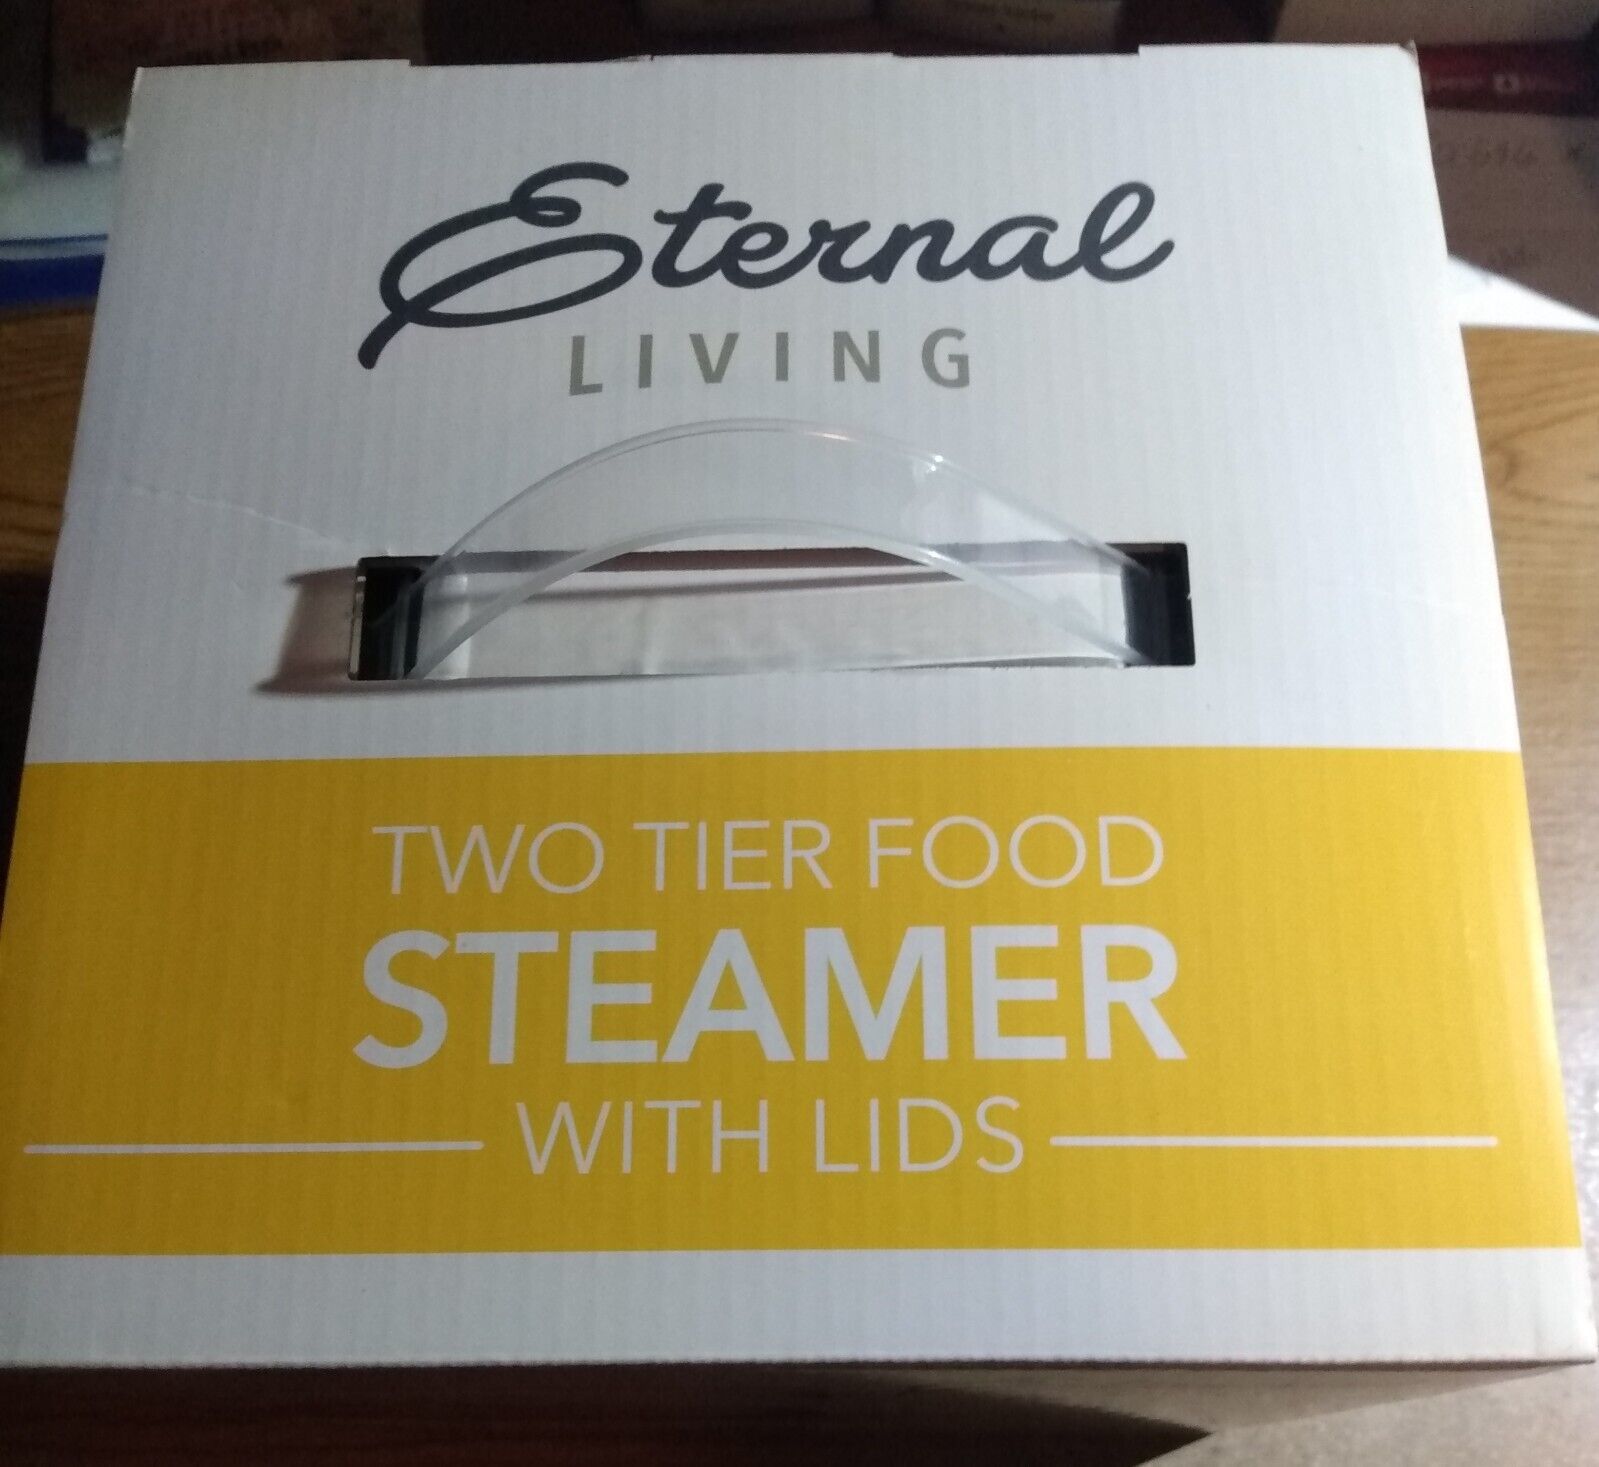 Eternal
LIVING
TWO TIER FOOD
STEAMER
WITH LIDS